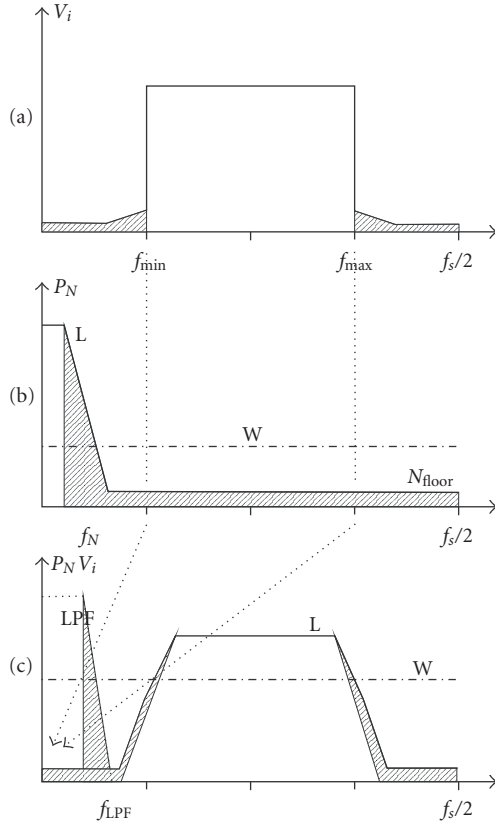 V_i
(a)
f_min f_max f_s/2
P_N
L
(b)
W
N_floor
f_N f_s/2
P_N V_i
LPF
L
(c)
W
f_LPF f_s/2